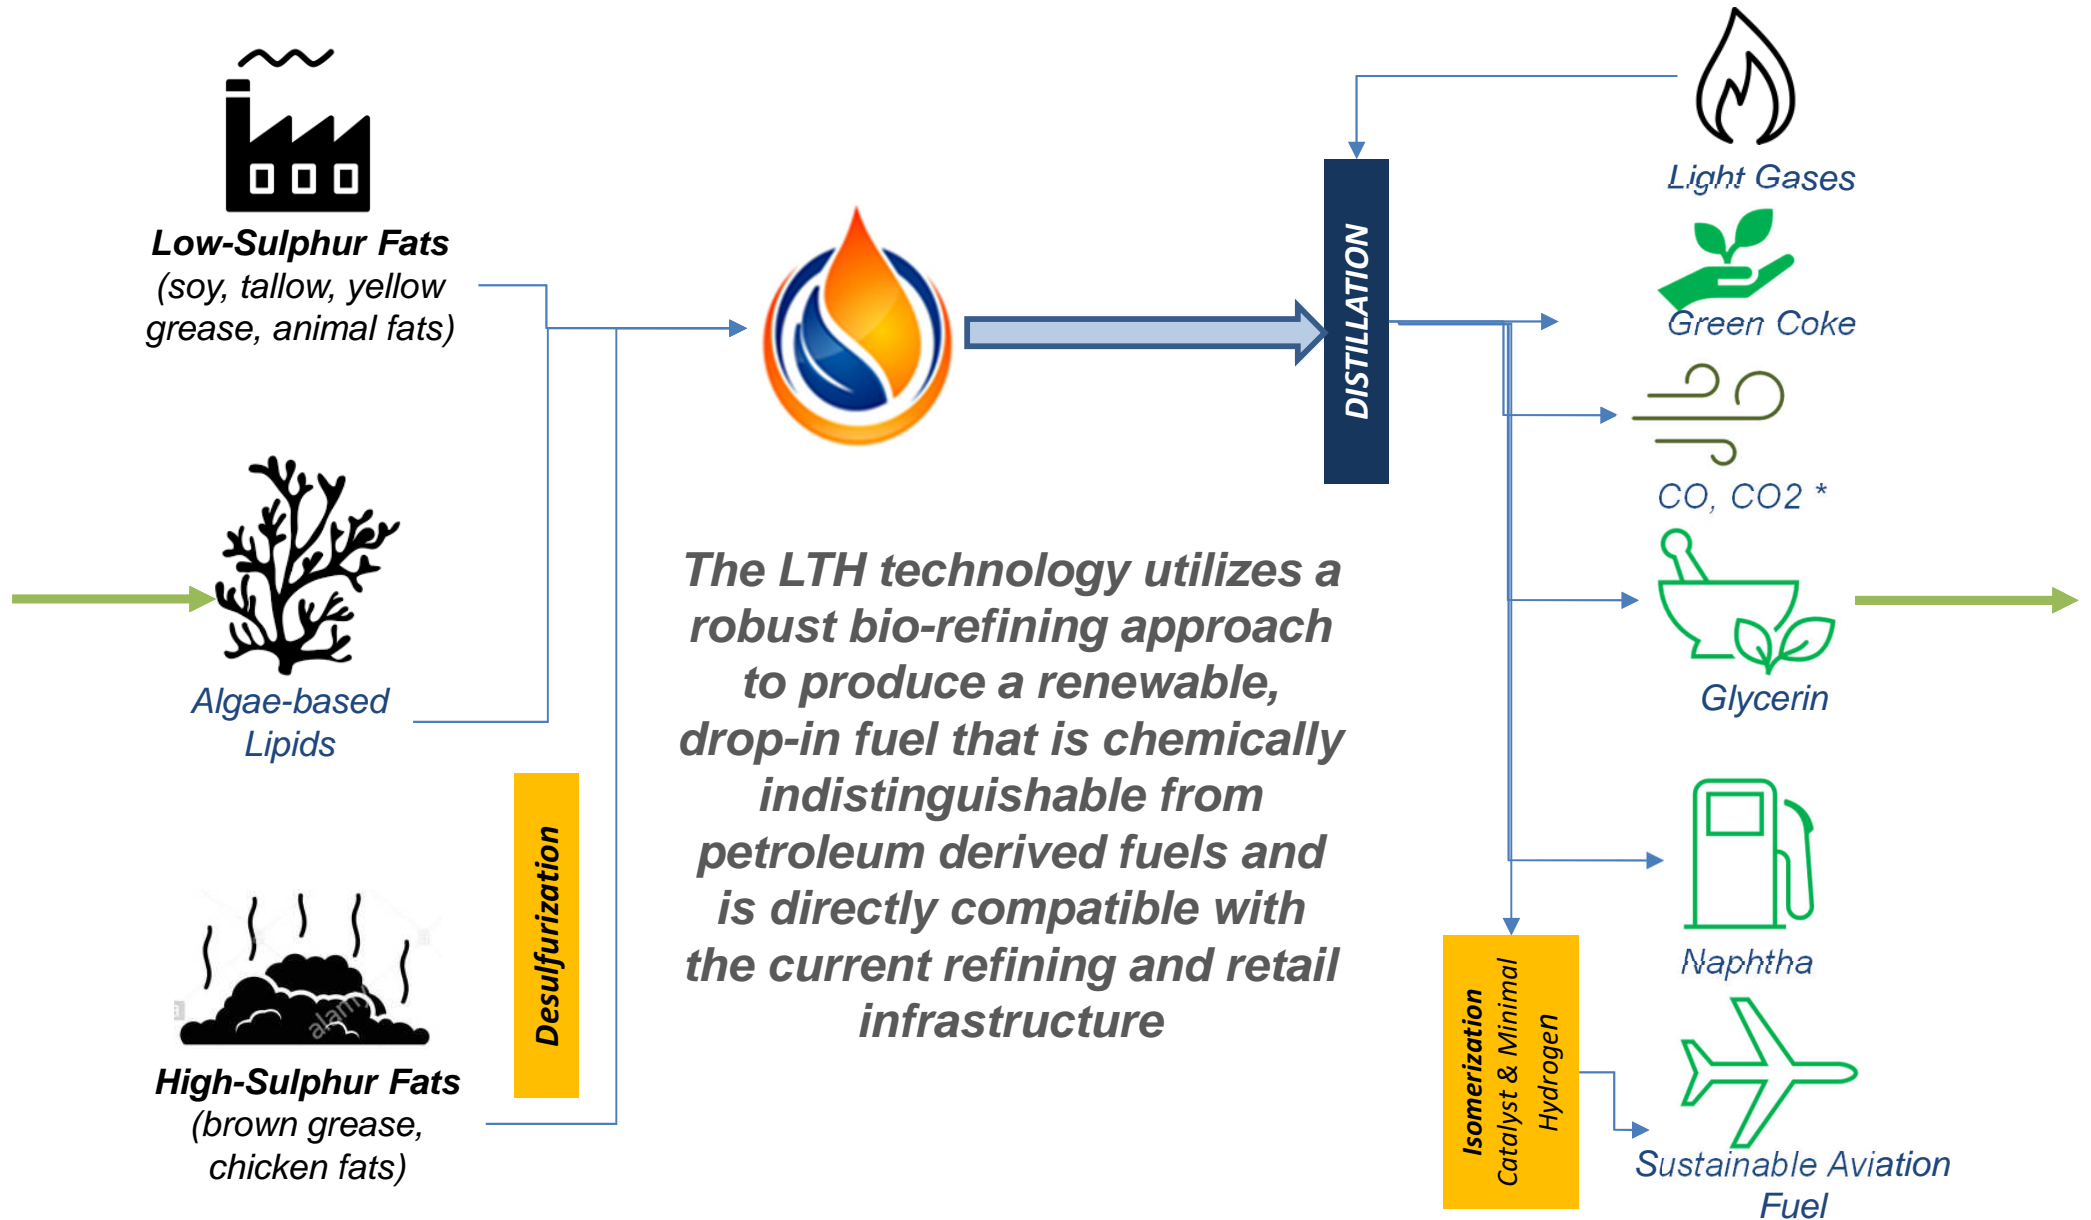 Low-Sulphur Fats
(soy, tallow, yellow
grease, animal fats)
Algae-based
Lipids
Desulfurization
alamy
a
High-Sulphur Fats
(brown grease,
chicken fats)
The LTH technology utilizes a
robust bio-refining approach
to produce a renewable,
drop-in fuel that is chemically
indistinguishable from
petroleum derived fuels and
is directly compatible with
the current refining and retail
infrastructure
DISTILLATION
Light Gases
Green Coke
CO, CO2 *
Glycerin
Naphtha
Isomerization
Catalyst & Minimal
Hydrogen
Sustainable Aviation
Fuel